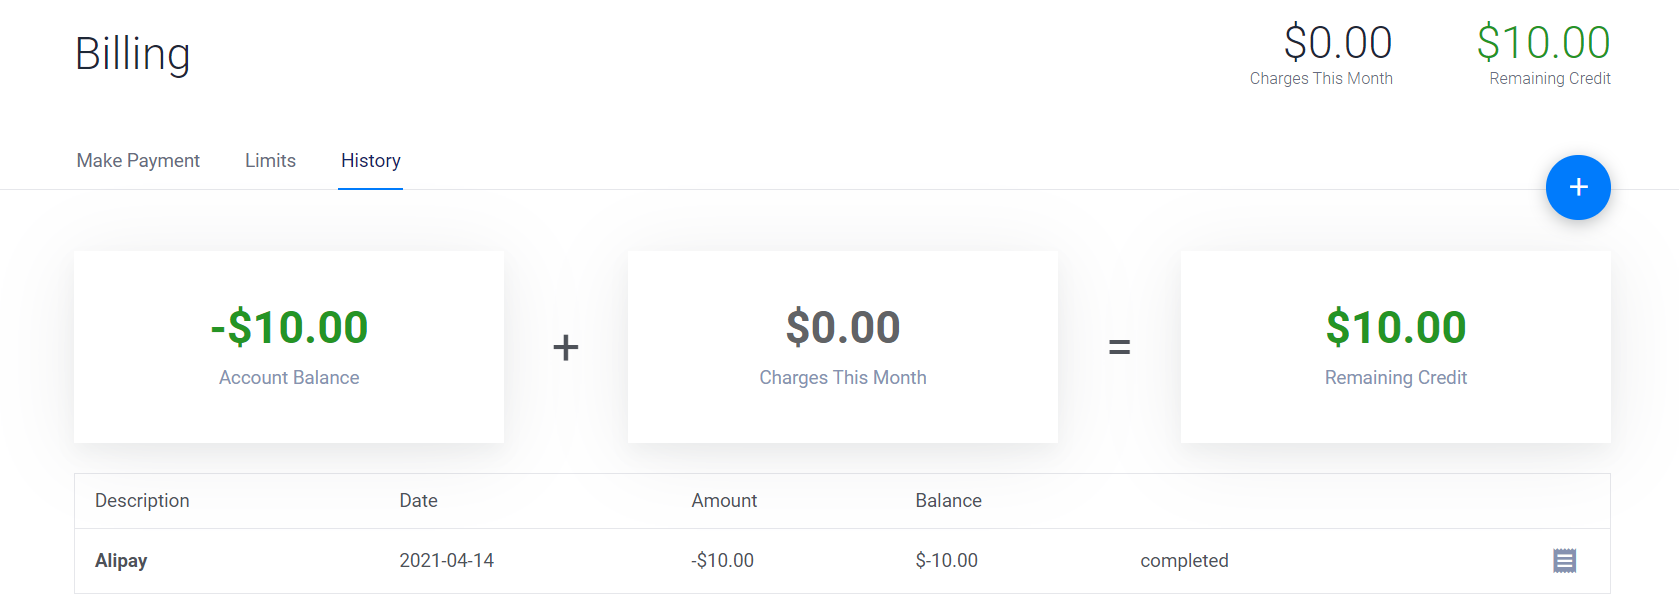 Billing
$0.00
Charges This Month
$10.00
Remaining Credit
Make Payment Limits History
+
-$10.00
Account Balance
+
$0.00
Charges This Month
=
$10.00
Remaining Credit
Description Date Amount Balance
Alipay 2021-04-14 -$10.00 $-10.00 completed